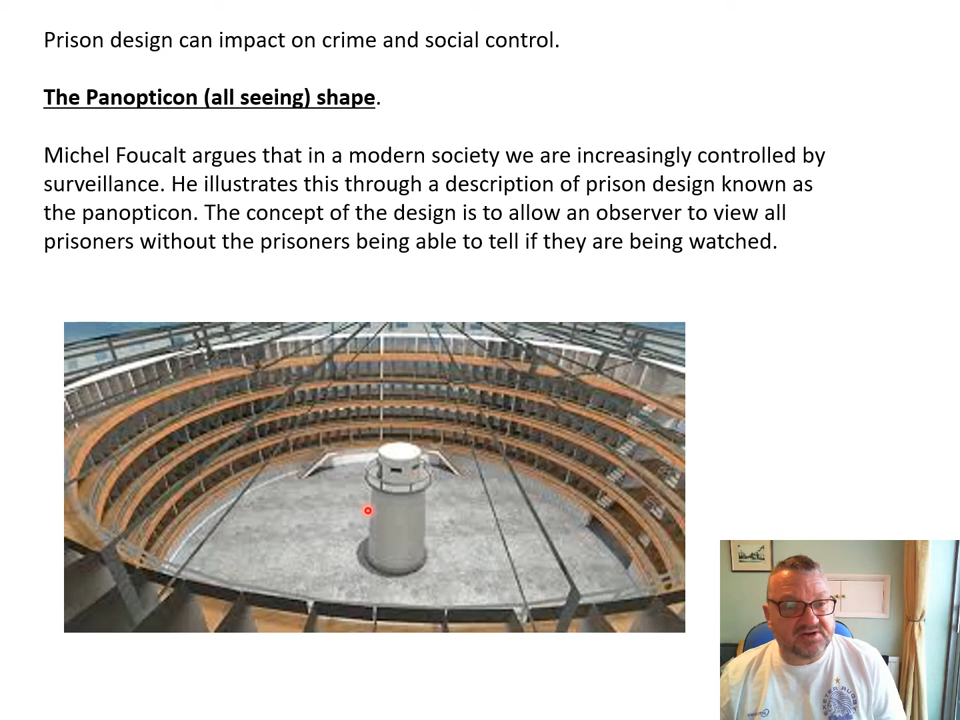 Prison design can impact on crime and social control.
The Panopticon (all seeing) shape.
Michel Foucalt argues that in a modern society we are increasingly controlled by
surveillance. He illustrates this through a description of prison design known as
the panopticon. The concept of the design is to allow an observer to view all
prisoners without the prisoners being able to tell if they are being watched.